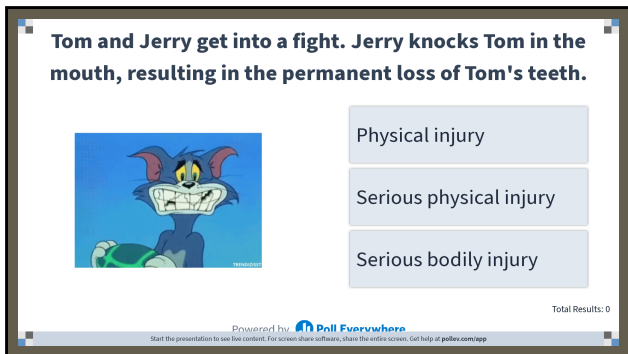 Tom and Jerry get into a fight. Jerry knocks Tom in the
mouth, resulting in the permanent loss of Tom's teeth.
Physical injury
Serious physical injury
Serious bodily injury
TRENDIZISST
Total Results: 0
Powered by Poll Everywhere
Start the presentation to see live content. For screen share software, share the entire screen. Get help at pollev.com/app